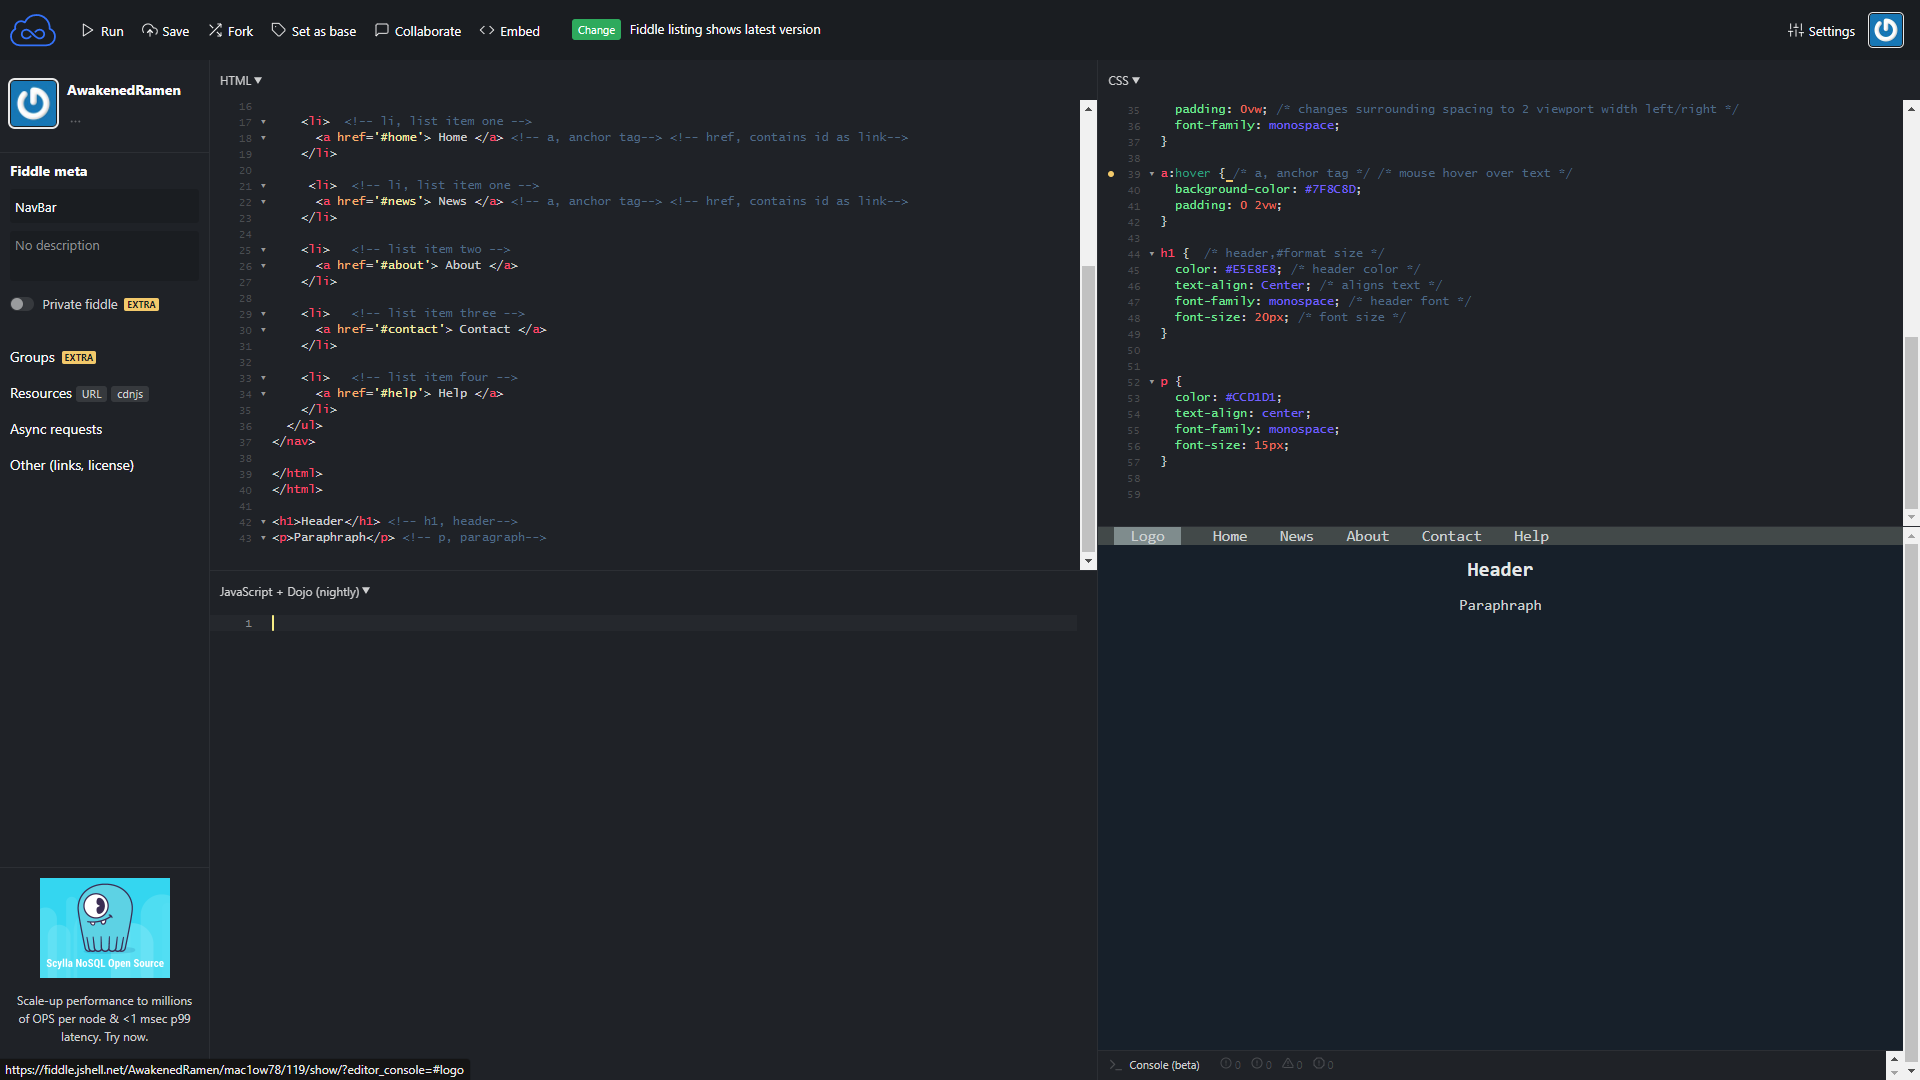 Run Save Fork Set as base Collaborate Embed Change Fiddle listing shows latest version Settings
AwakenedRamen
...
Fiddle meta
NavBar
No description
Private fiddle EXTRA
Groups EXTRA
Resources URL cdnjs
Async requests
Other (links, license)
Scylla NoSQL Open Source
Scale-up performance to millions
of OPS per node & <1 msec p99
latency. Try now.
HTML▼
16
17 <li>  <!-- li, list item one -->
18 <a href='#home'> Home </a> <!-- a, anchor tag--> <!-- href, contains id as link-->
19 </li>
20
21 <li>  <!-- li, list item one -->
22 <a href='#news'> News </a> <!-- a, anchor tag--> <!-- href, contains id as link-->
23 </li>
24
25 <li>   <!-- list item two -->
26 <a href='#about'> About </a>
27 </li>
28
29 <li>   <!-- list item three -->
30 <a href='#contact'> Contact </a>
31 </li>
32
33 <li>   <!-- list item four -->
34 <a href='#help'> Help </a>
35 </li>
36 </ul>
37 </nav>
38
39 </html>
40 </html>
41
42 <h1>Header</h1> <!-- h1, header-->
43 <p>Paraphraph</p> <!-- p, paragraph-->
JavaScript + Dojo (nightly)▼
1
CSS▼
35 padding: 0vw; /* changes surrounding spacing to 2 viewport width left/right */
36 font-family: monospace;
37 }
38
39 a:hover { /* a, anchor tag */ /* mouse hover over text */
40 background-color: #7F8C8D;
41 padding: 0 2vw;
42 }
43
44 h1 {  /* header,#format size */
45 color: #E5E8E8; /* header color */
46 text-align: Center; /* aligns text */
47 font-family: monospace; /* header font */
48 font-size: 20px; /* font size */
49 }
50
51
52 p {
53 color: #CCD1D1;
54 text-align: center;
55 font-family: monospace;
56 font-size: 15px;
57 }
58
59
Logo Home News About Contact Help
Header
Paraphraph
>_ Console (beta) 0 0 0 0
https://fiddle.jshell.net/AwakenedRamen/mac1ow78/119/show/?editor_console=#logo